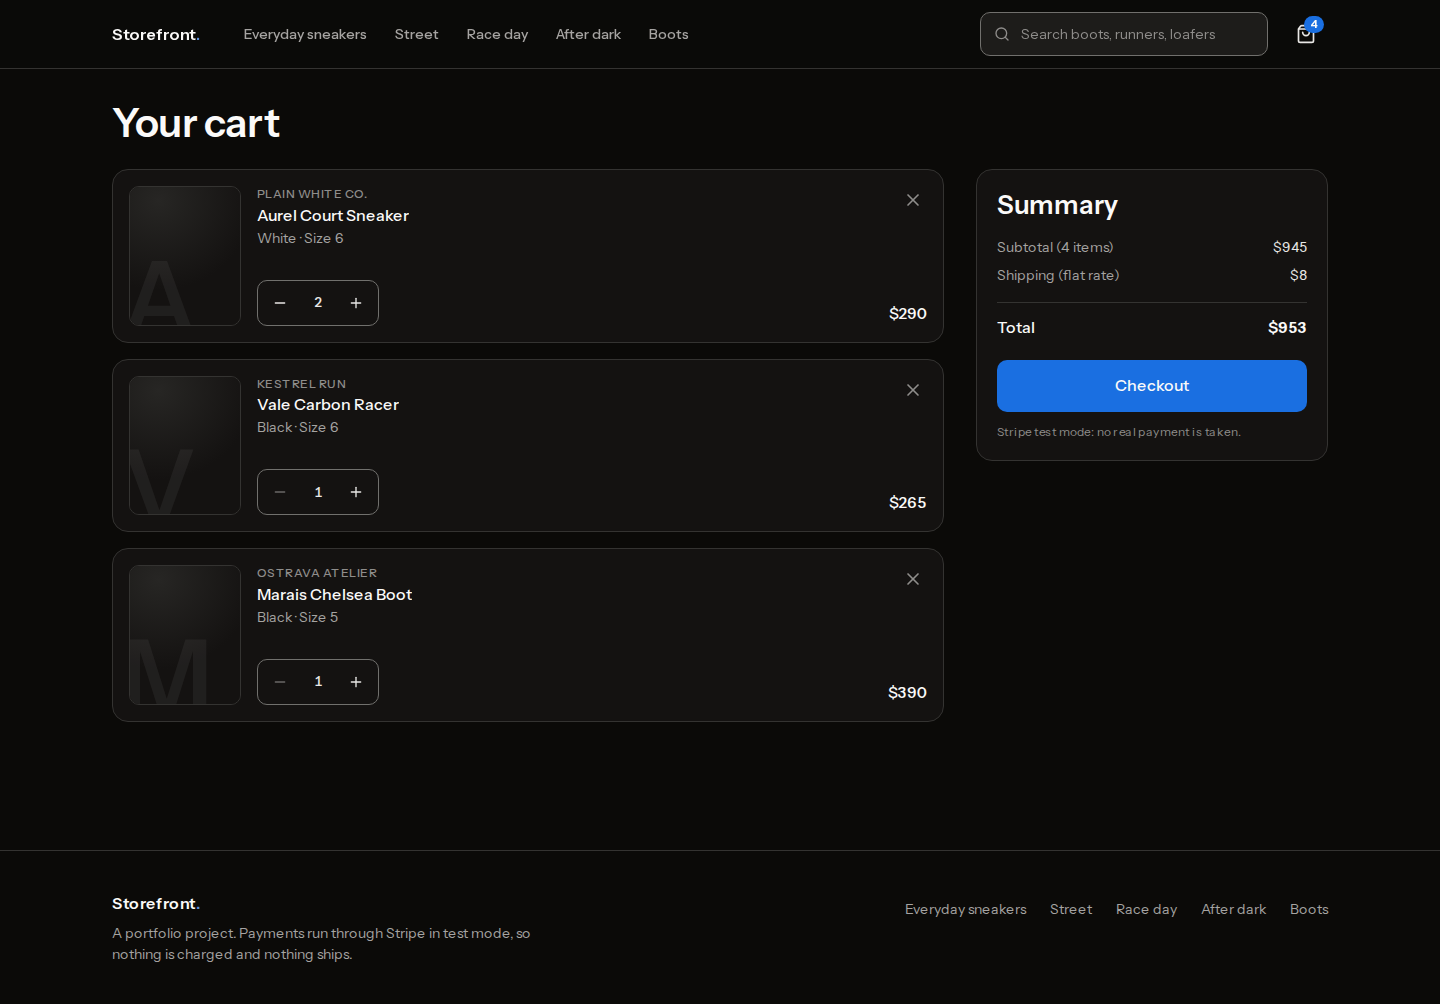 Storefront.
Everyday sneakers Street Race day After dark Boots
Search boots, runners, loafers
4
Your cart
A
PLAIN WHITE CO.
Aurel Court Sneaker
White · Size 6
2
$290
V
KESTREL RUN
Vale Carbon Racer
Black · Size 6
1
$265
M
OSTRAVA ATELIER
Marais Chelsea Boot
Black · Size 5
1
$390
Summary
Subtotal (4 items) $945
Shipping (flat rate) $8
Total $953
Checkout
Stripe test mode: no real payment is taken.
Storefront.
A portfolio project. Payments run through Stripe in test mode, so
nothing is charged and nothing ships.
Everyday sneakers Street Race day After dark Boots